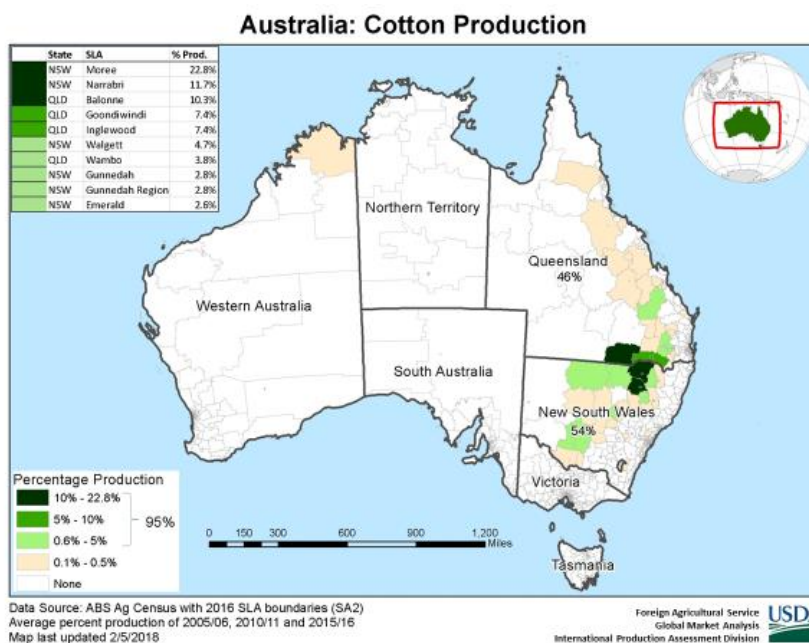 Australia: Cotton Production
State SLA % Prod.
NSW Moree 22.8%
NSW Narrabri 11.7%
QLD Balonne 10.3%
QLD Goondiwindi 7.4%
QLD Inglewood 7.4%
NSW Walgett 4.7%
QLD Wambo 3.8%
NSW Gunnedah 2.8%
NSW Gunnedah Region 2.8%
NSW Emerald 2.6%
Northern Territory
Queensland
46%
Western Australia
South Australia
New South Wales
54%
Victoria
Tasmania
Percentage Production
10% - 22.8%
5% - 10%
0.6% - 5%
95%
0.1% - 0.5%
None
0 150 300 600 900 1,200
Miles
Data Source: ABS Ag Census with 2016 SLA boundaries (SA2)
Average percent production of 2005/06, 2010/11 and 2015/16
Map last updated 2/5/2018
Foreign Agricultural Service
Global Market Analysis
International Production Assessment Division
USD